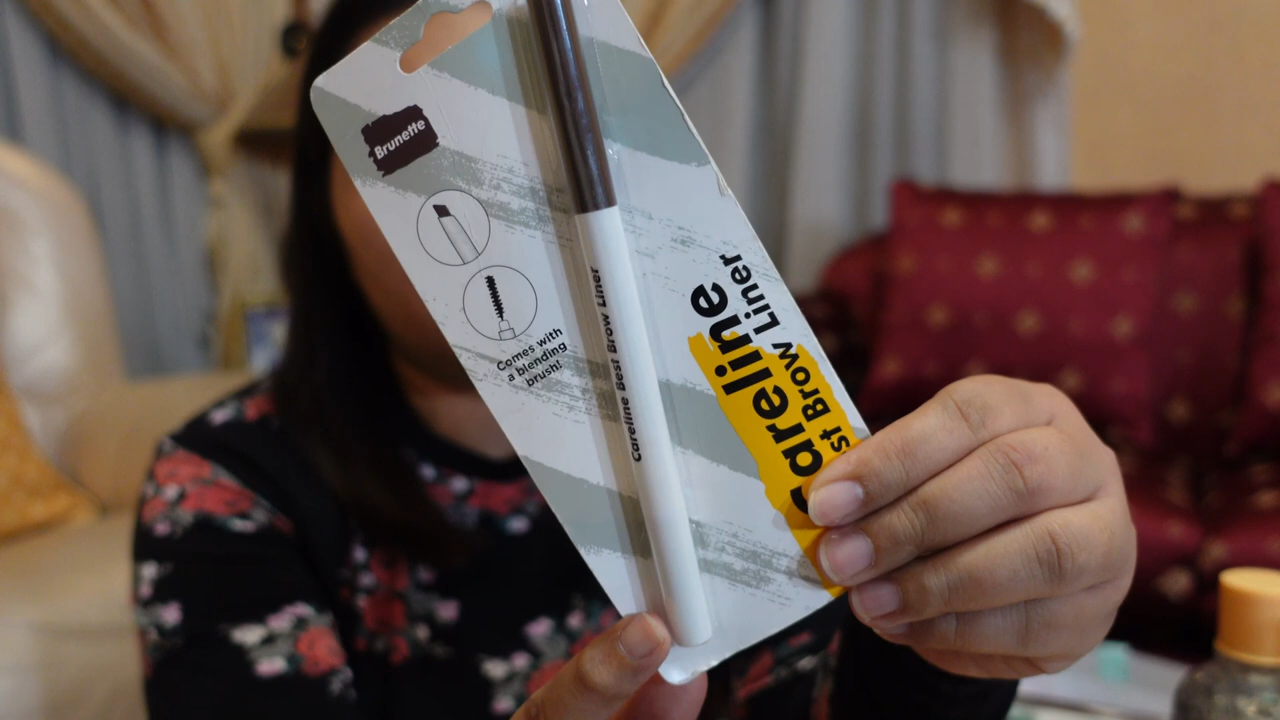 Brunette
Comes with
a blending
brush!
Careline Best Brow Liner
careline
st Brow Liner